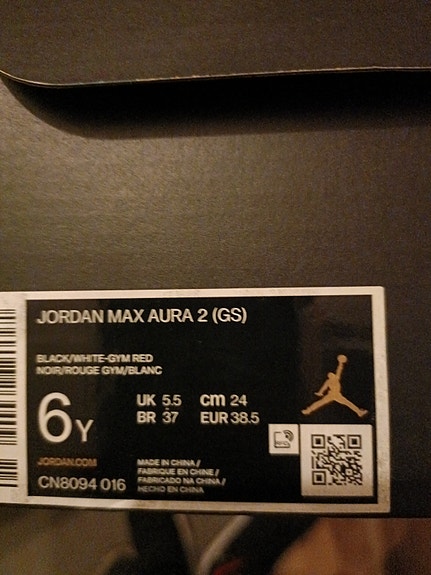 JORDAN MAX AURA 2 (GS)
BLACK/WHITE-GYM RED
NOIR/ROUGE GYM/BLANC
6Y
UK 5.5 cm 24
BR 37 EUR 38.5
JORDAN.COM
CN8094 016
MADE IN CHINA /
FABRIQUE EN CHINE /
FABRICADO NA CHINA /
HECHO EN CHINA